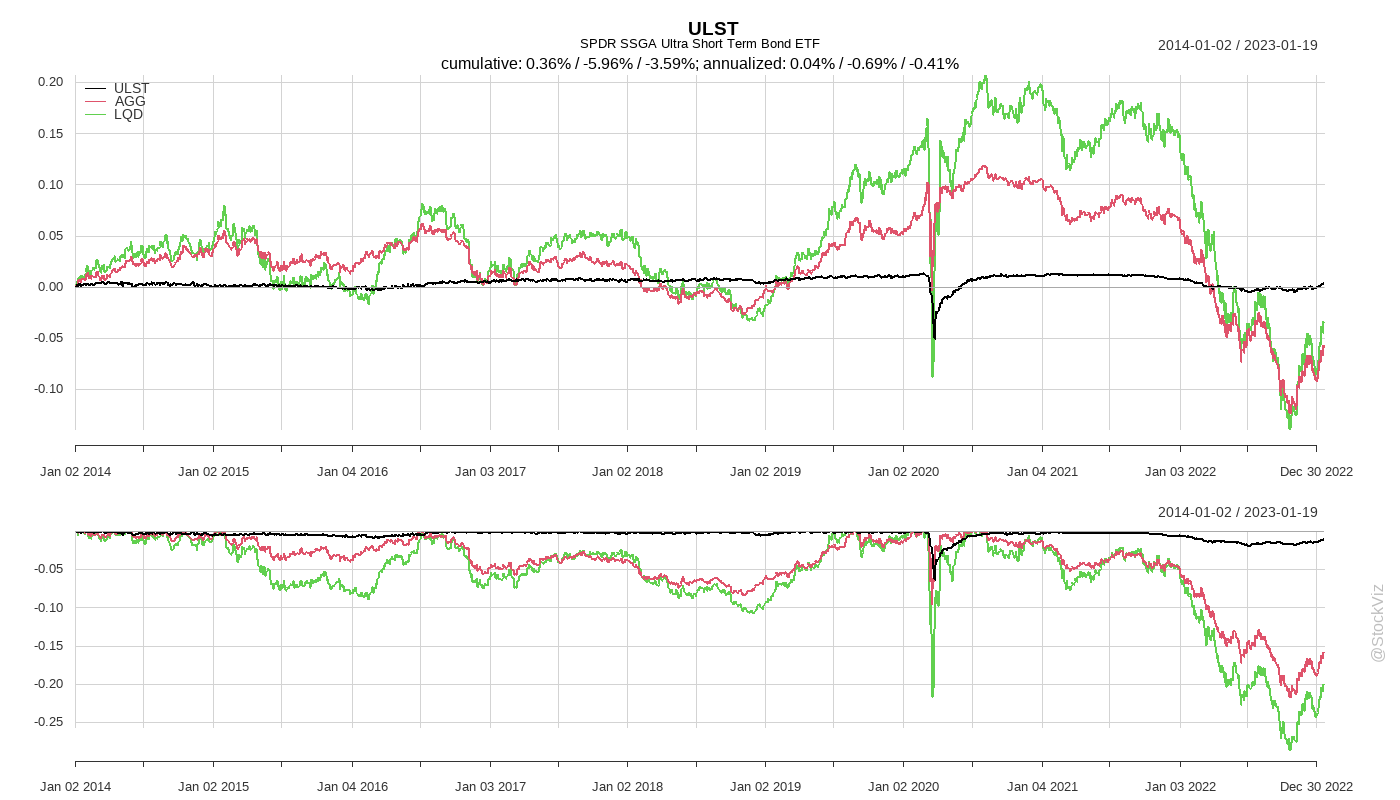 ULST
SPDR SSGA Ultra Short Term Bond ETF
2014-01-02 / 2023-01-19
cumulative: 0.36% / -5.96% / -3.59%; annualized: 0.04% / -0.69% / -0.41%
ULST
AGG
LQD
0.20
0.15
0.10
0.05
0.00
-0.05
-0.10
Jan 02 2014 Jan 02 2015 Jan 04 2016 Jan 03 2017 Jan 02 2018 Jan 02 2019 Jan 02 2020 Jan 04 2021 Jan 03 2022 Dec 30 2022
2014-01-02 / 2023-01-19
-0.05
-0.10
-0.15
-0.20
-0.25
Jan 02 2014 Jan 02 2015 Jan 04 2016 Jan 03 2017 Jan 02 2018 Jan 02 2019 Jan 02 2020 Jan 04 2021 Jan 03 2022 Dec 30 2022
@StockViz